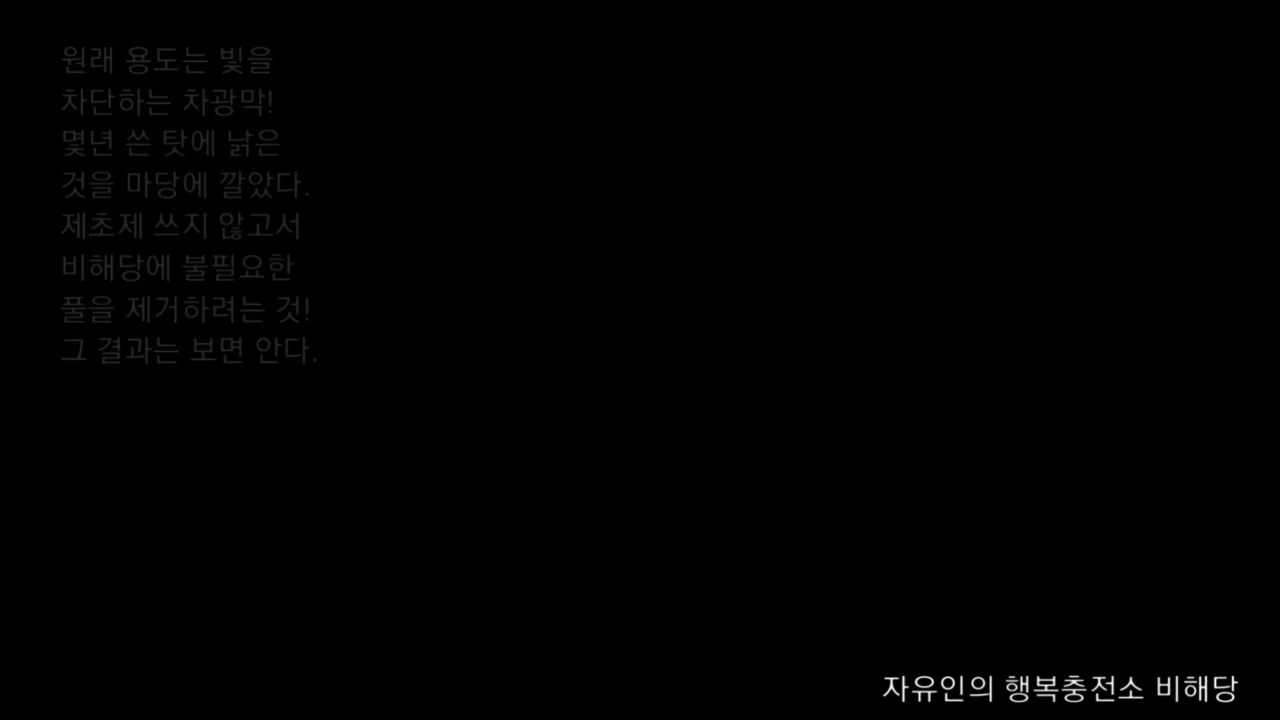 원래 용도는 빛을
차단하는 차광막!
몇년 쓴 탓에 낡은
것을 마당에 깔았다.
제초제 쓰지 않고서
비해당에 불필요한
풀을 제거하려는 것!
그 결과는 보면 안다.
자유인의 행복충전소 비해당